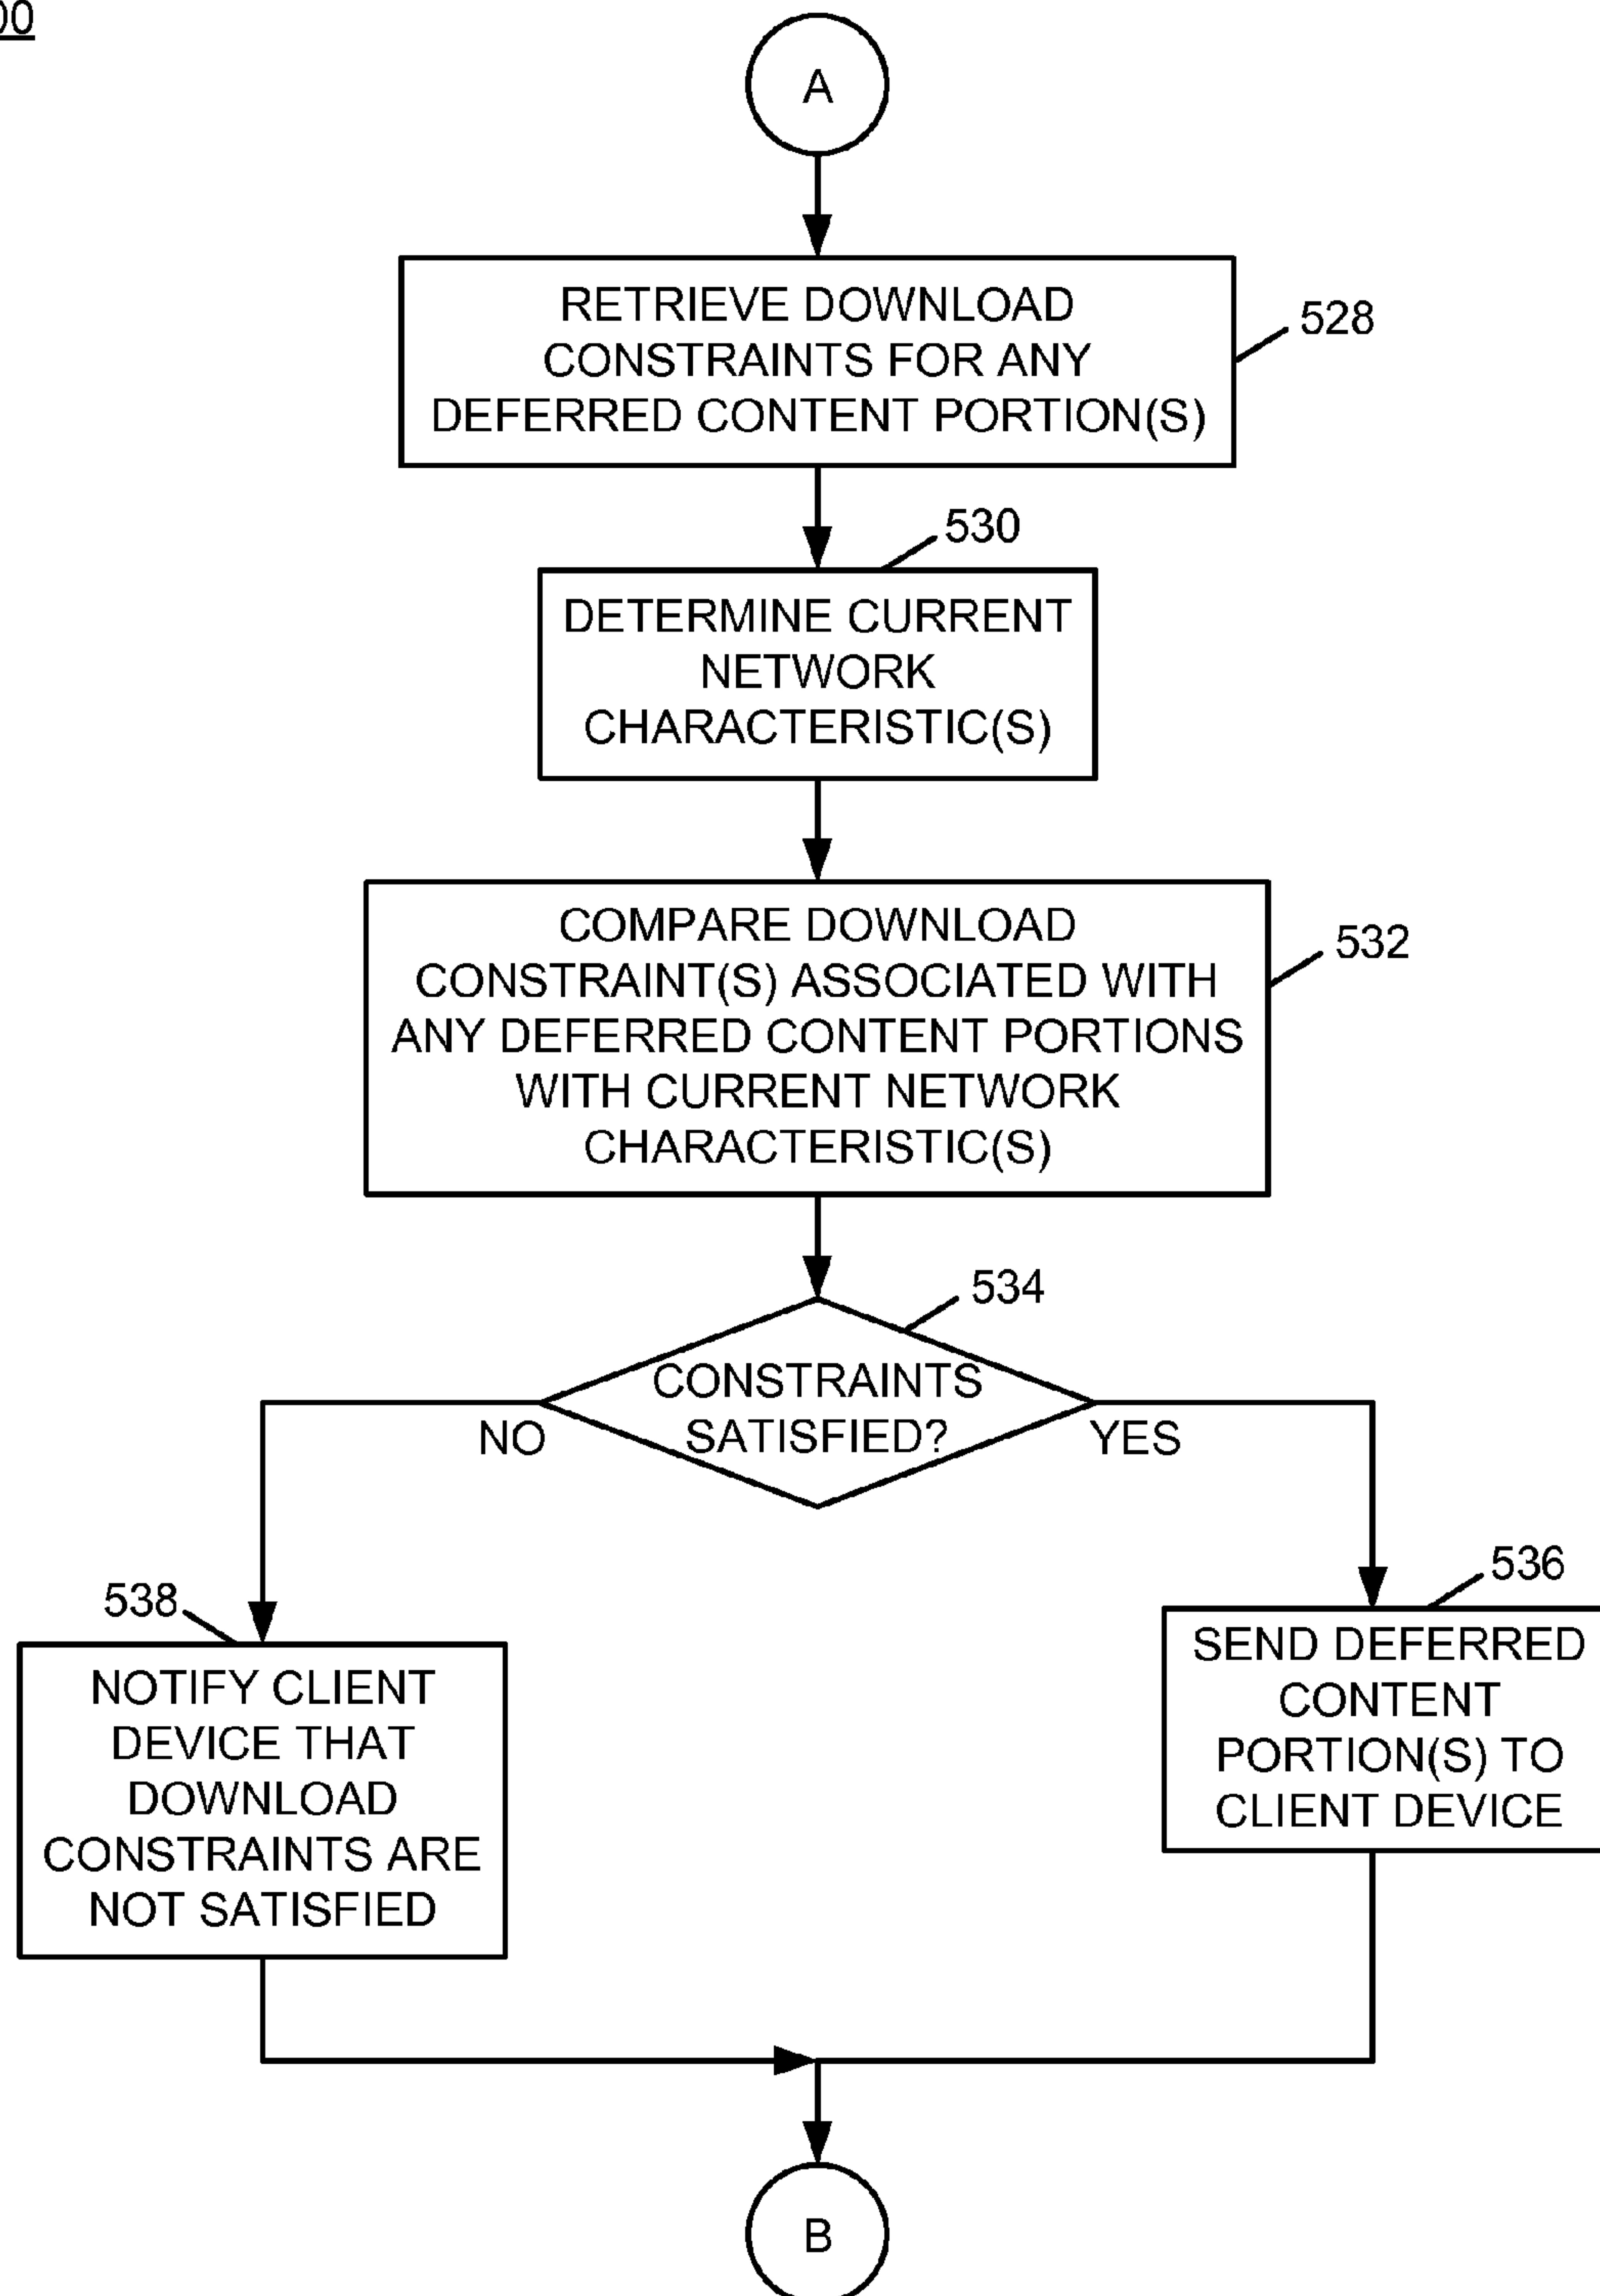 00
A
RETRIEVE DOWNLOAD
CONSTRAINTS FOR ANY
DEFERRED CONTENT PORTION(S)
528
530
DETERMINE CURRENT
NETWORK
CHARACTERISTIC(S)
COMPARE DOWNLOAD
CONSTRAINT(S) ASSOCIATED WITH
ANY DEFERRED CONTENT PORTIONS
WITH CURRENT NETWORK
CHARACTERISTIC(S)
532
534
CONSTRAINTS
SATISFIED?
NO
YES
538
NOTIFY CLIENT
DEVICE THAT
DOWNLOAD
CONSTRAINTS ARE
NOT SATISFIED
536
SEND DEFERRED
CONTENT
PORTION(S) TO
CLIENT DEVICE
B